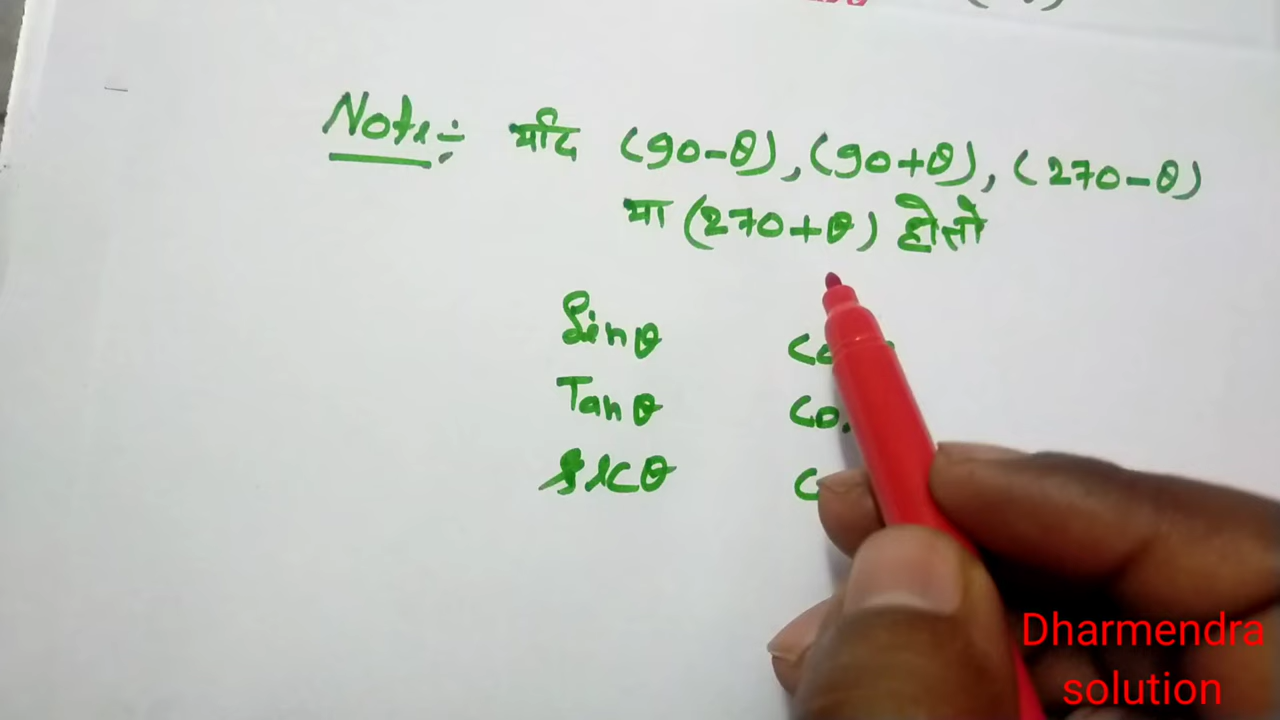 Note:- यदि (90-θ), (90+θ), (270-θ)
या (270+θ) हो तो
Sinθ
Tanθ
Secθ
Dharmendra
solution